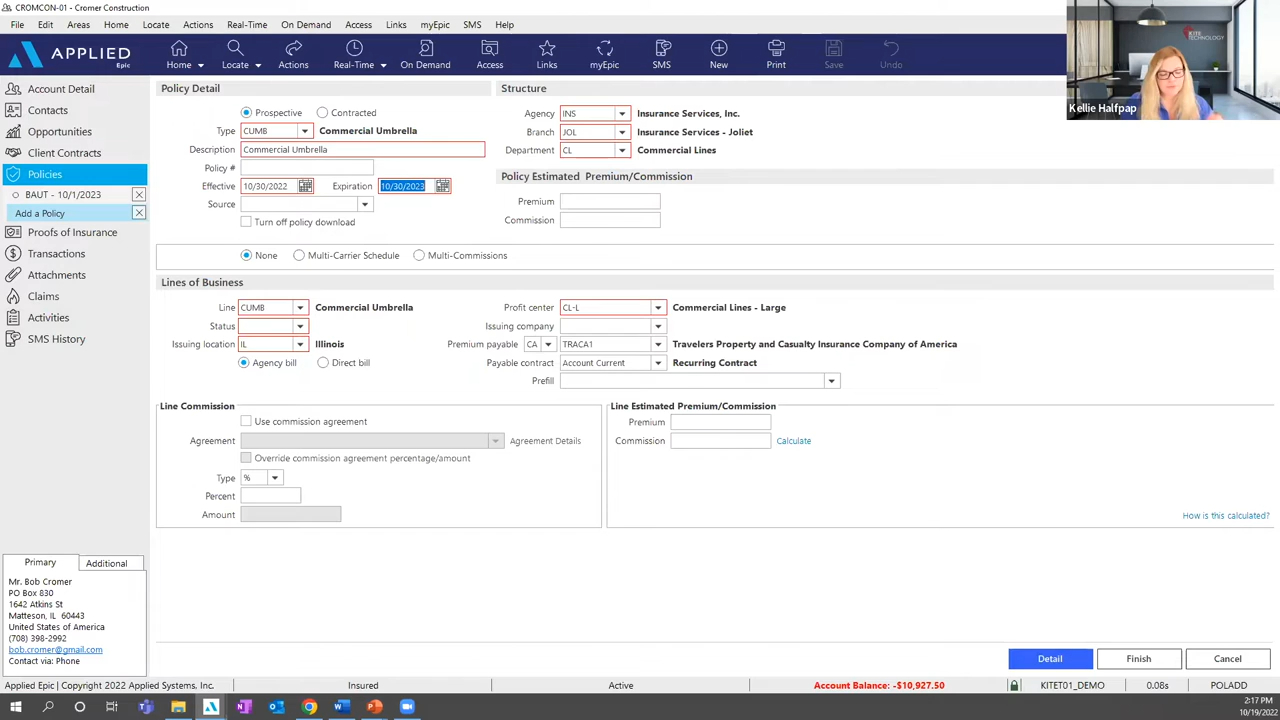 CROMCON-01 - Cromer Construction
File Edit Areas Home Locate Actions Real-Time On Demand Access Links myEpic SMS Help
APPLIED
Epic
Home Locate Actions Real-Time On Demand Access Links myEpic SMS New Print Save Undo
KITE
TECHNOLOGY
Kellie Halfpap
Account Detail
Contacts
Opportunities
Client Contracts
Policies
BAUT - 10/1/2023
Add a Policy
Proofs of Insurance
Transactions
Attachments
Claims
Activities
SMS History
Primary Additional
Mr. Bob Cromer
PO Box 830
1642 Atkins St
Matteson, IL 60443
United States of America
(708) 398-2992
bob.cromer@gmail.com
Contact via: Phone
Policy Detail
Prospective Contracted
Type CUMB Commercial Umbrella
Description Commercial Umbrella
Policy #
Effective 10/30/2022 Expiration 10/30/2023
Source
Turn off policy download
Structure
Agency INS Insurance Services, Inc.
Branch JOL Insurance Services - Joliet
Department CL Commercial Lines
Policy Estimated Premium/Commission
Premium
Commission
None Multi-Carrier Schedule Multi-Commissions
Lines of Business
Line CUMB Commercial Umbrella Profit center CL-L Commercial Lines - Large
Status Issuing company
Issuing location IL Illinois Premium payable CA TRACA1 Travelers Property and Casualty Insurance Company of America
Agency bill Direct bill Payable contract Account Current Recurring Contract
Prefill
Line Commission
Use commission agreement
Agreement Agreement Details
Override commission agreement percentage/amount
Type %
Percent
Amount
Line Estimated Premium/Commission
Premium
Commission Calculate
How is this calculated?
Detail Finish Cancel
Applied Epic | Copyright 2022 Applied Systems, Inc. Insured Active Account Balance: -$10,927.50 KITET01_DEMO 0.08s POLADD
2:17 PM
10/19/2022